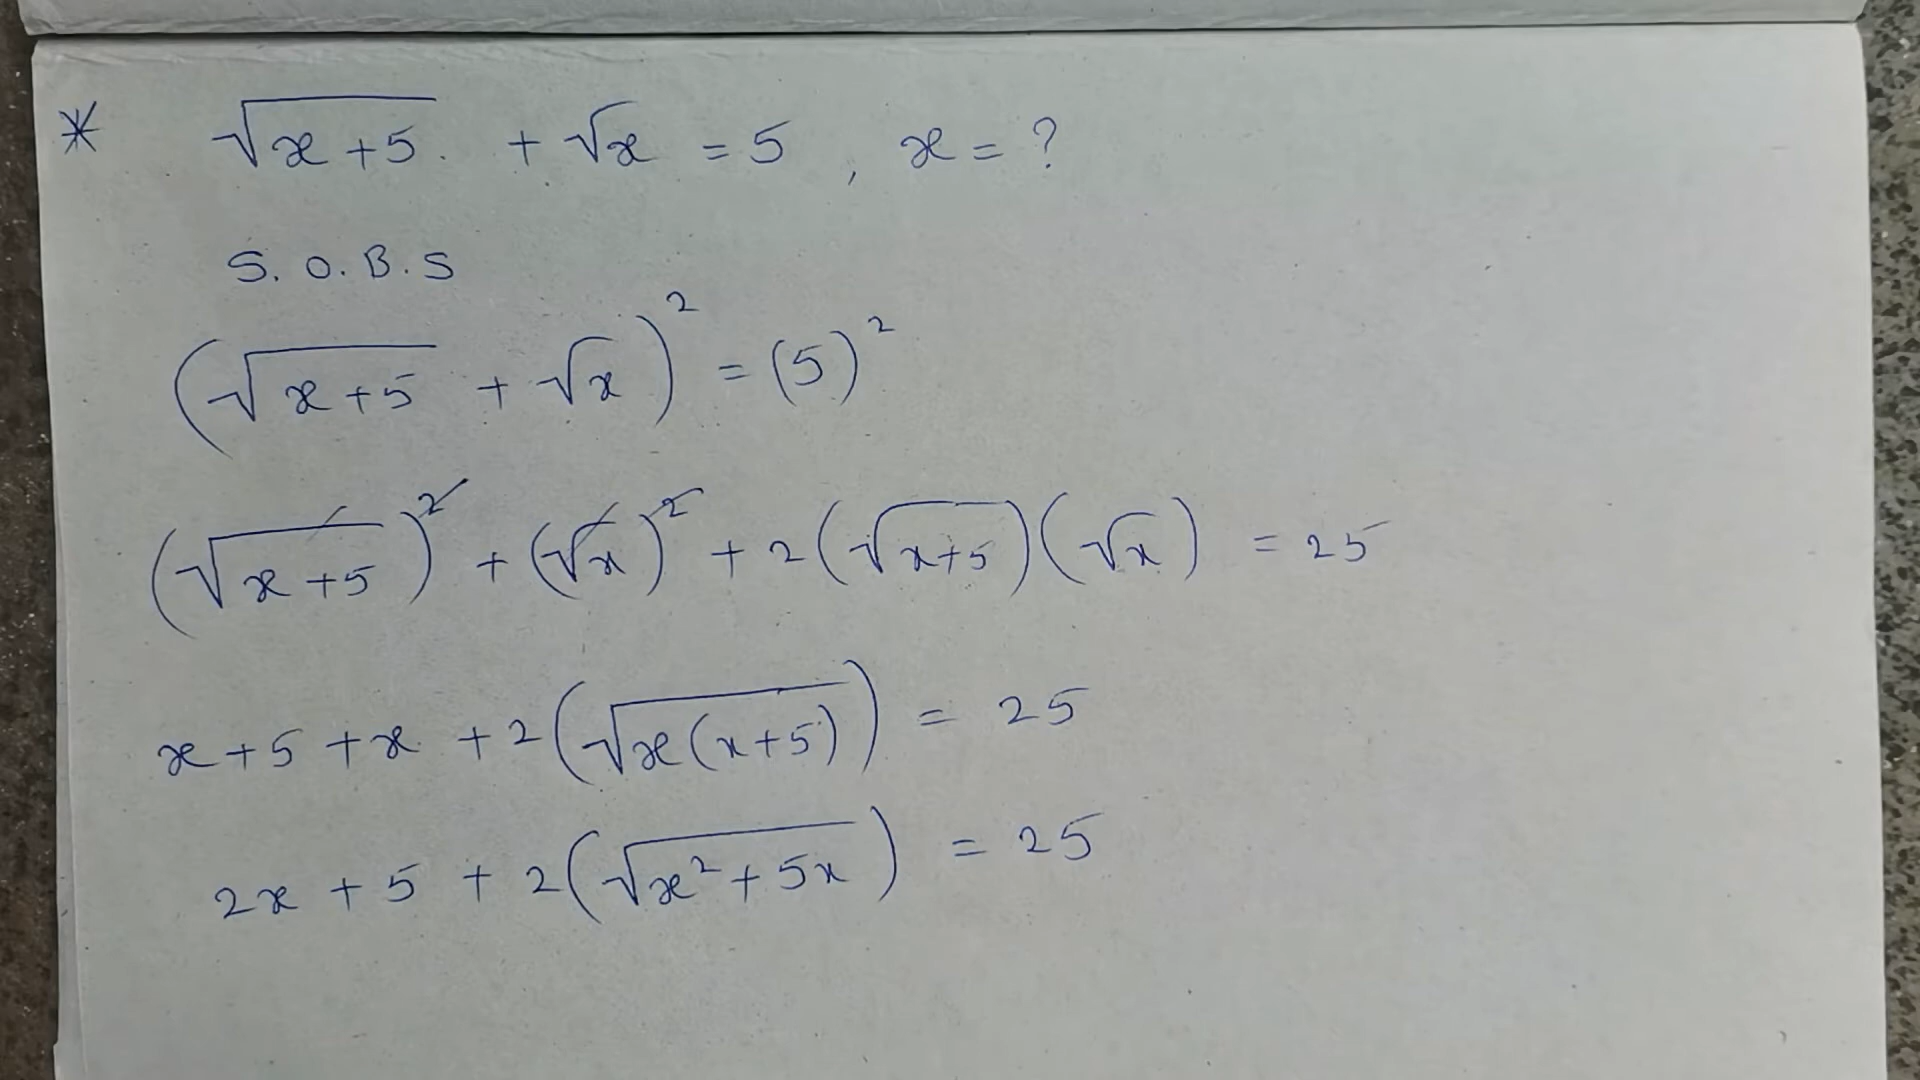 * √(x+5) + √x = 5, x = ?
S.O.B.S
(√(x+5) + √x)² = (5)²
(√(x+5))² + (√x)² + 2(√(x+5))(√x) = 25
x+5+x+2(√(x(x+5))) = 25
2x+5+2(√(x²+5x)) = 25